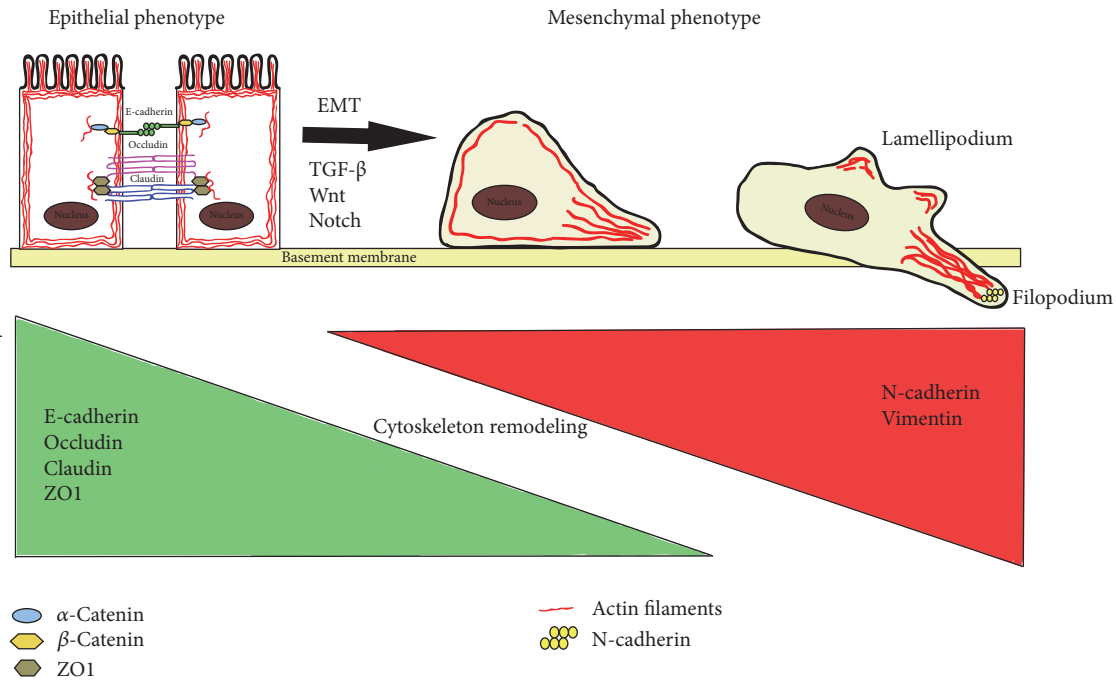 Epithelial phenotype
Mesenchymal phenotype
E-cadherin
Occludin
Claudin
Nucleus
Nucleus
EMT
TGF-β
Wnt
Notch
Nucleus
Nucleus
Lamellipodium
Filopodium
Basement membrane
E-cadherin
Occludin
Claudin
ZO1
Cytoskeleton remodeling
N-cadherin
Vimentin
α-Catenin
β-Catenin
ZO1
Actin filaments
N-cadherin